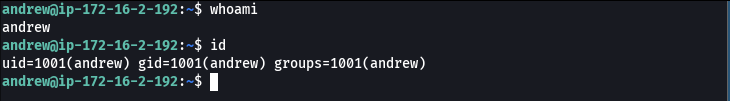 andrew@ip-172-16-2-192:~$ whoami
andrew
andrew@ip-172-16-2-192:~$ id
uid=1001(andrew) gid=1001(andrew) groups=1001(andrew)
andrew@ip-172-16-2-192:~$